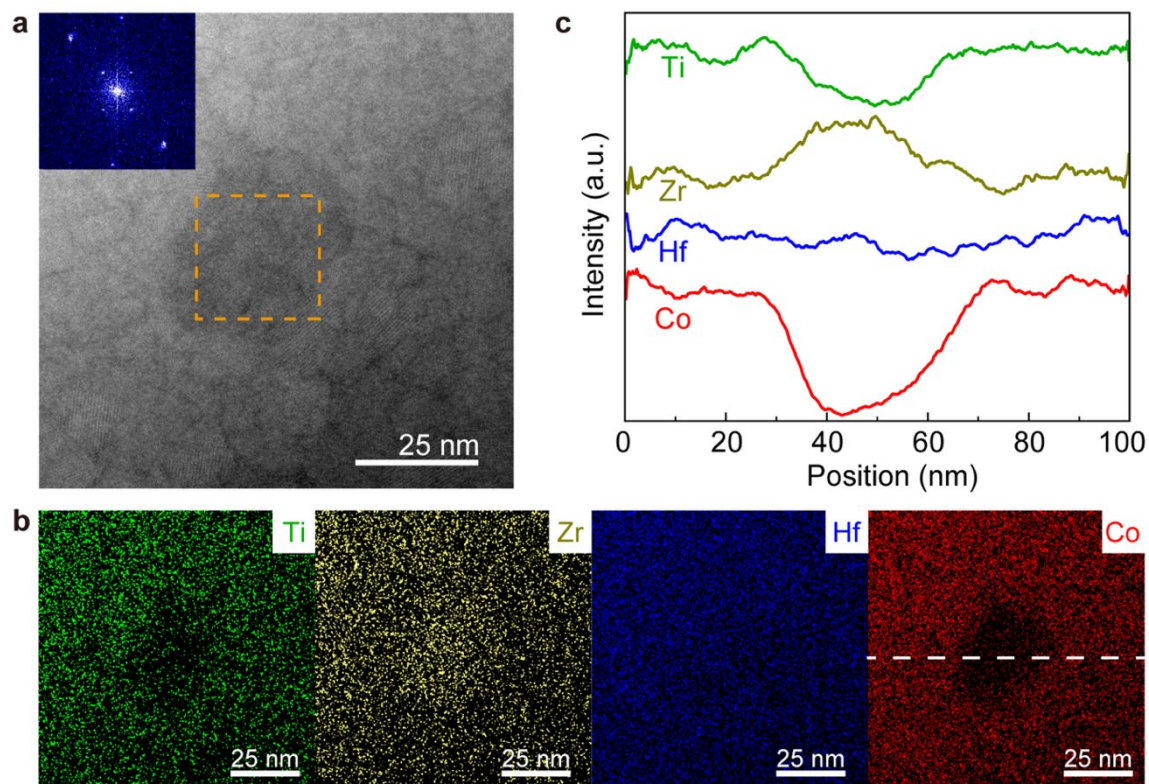 a
25 nm
c
Ti
Zr
Hf
Co
Intensity (a.u.)
0 20 40 60 80 100
Position (nm)
b
Ti
25 nm
Zr
25 nm
Hf
25 nm
Co
25 nm